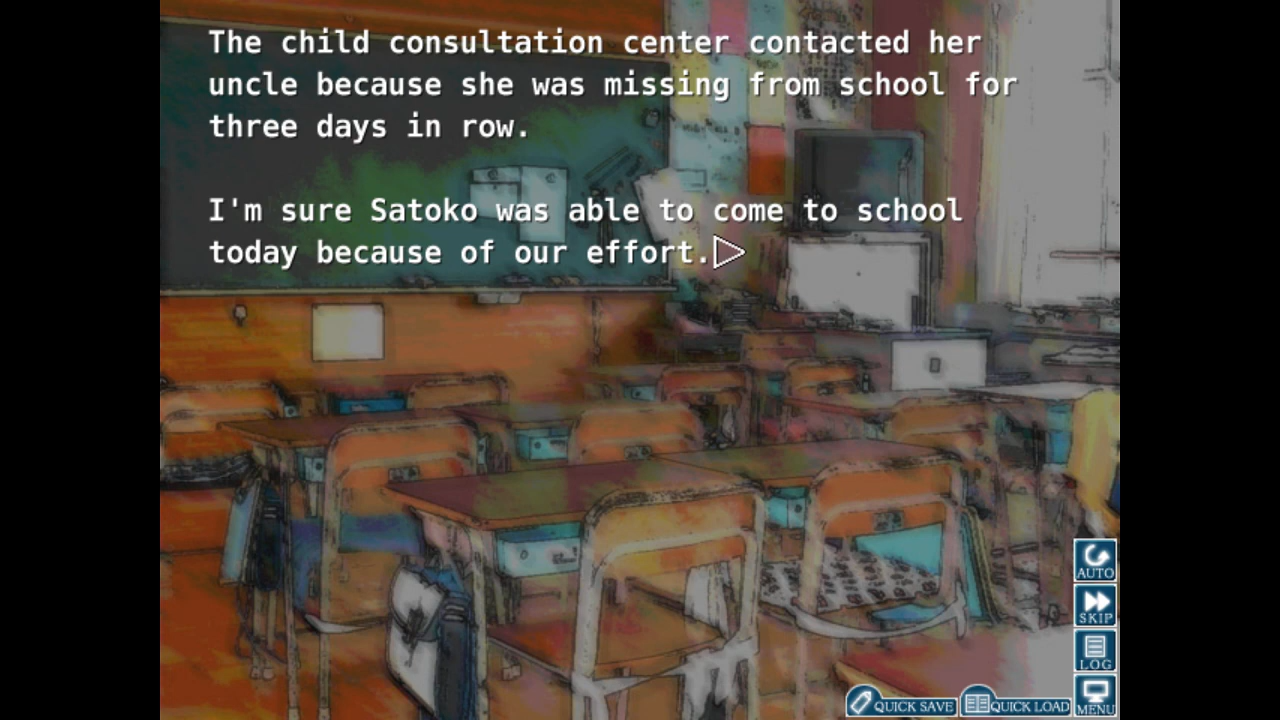 The child consultation center contacted her
uncle because she was missing from school for
three days in row.
I'm sure Satoko was able to come to school
today because of our effort.
AUTO
SKIP
LOG
MENU
QUICK SAVE
QUICK LOAD